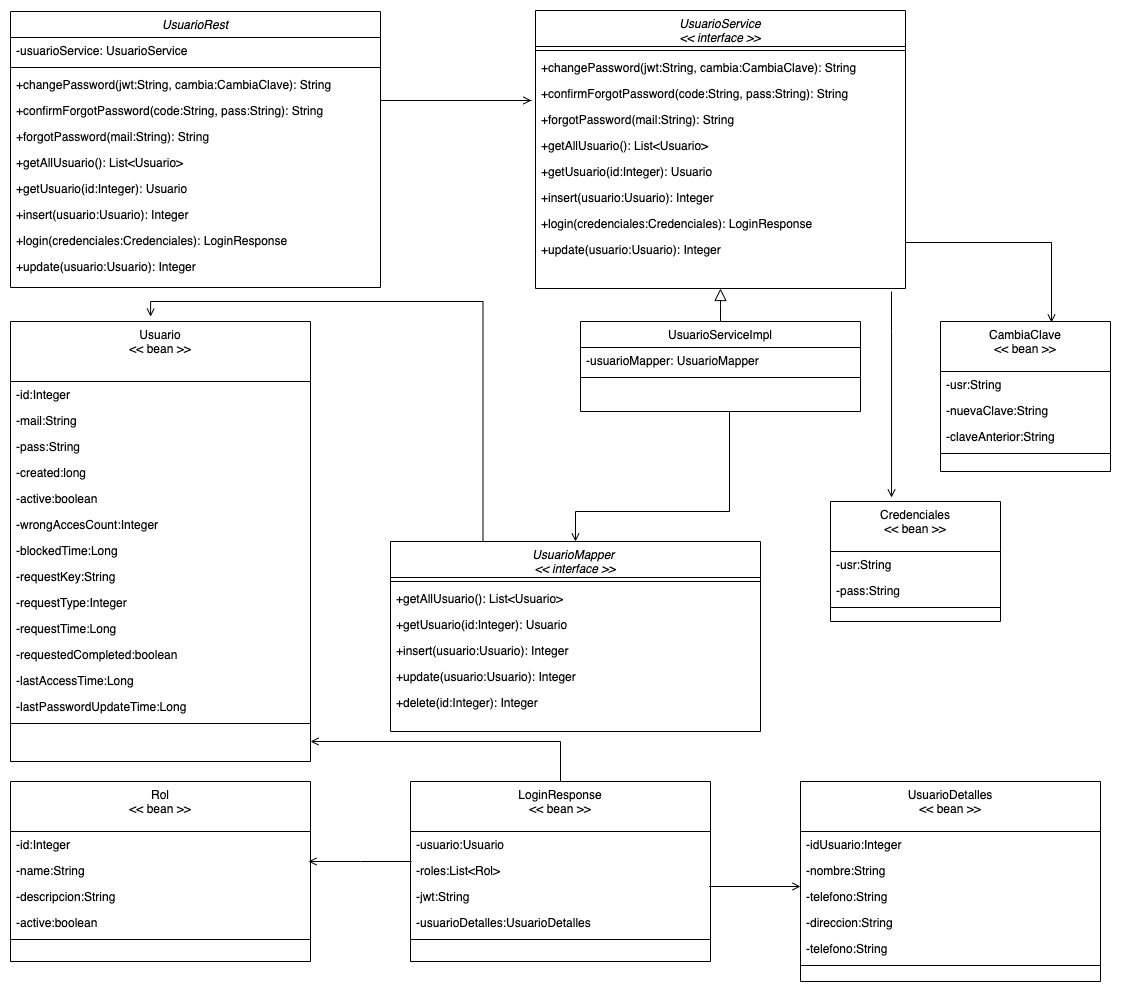 UsuarioRest
-usuarioService: UsuarioService
+changePassword(jwt:String, cambia:CambiaClave): String
+confirmForgotPassword(code:String, pass:String): String
+forgotPassword(mail:String): String
+getAllUsuario(): List<Usuario>
+getUsuario(id:Integer): Usuario
+insert(usuario:Usuario): Integer
+login(credenciales:Credenciales): LoginResponse
+update(usuario:Usuario): Integer
UsuarioService
<< interface >>
+changePassword(jwt:String, cambia:CambiaClave): String
+confirmForgotPassword(code:String, pass:String): String
+forgotPassword(mail:String): String
+getAllUsuario(): List<Usuario>
+getUsuario(id:Integer): Usuario
+insert(usuario:Usuario): Integer
+login(credenciales:Credenciales): LoginResponse
+update(usuario:Usuario): Integer
Usuario
<< bean >>
-id:Integer
-mail:String
-pass:String
-created:long
-active:boolean
-wrongAccesCount:Integer
-blockedTime:Long
-requestKey:String
-requestType:Integer
-requestTime:Long
-requestedCompleted:boolean
-lastAccessTime:Long
-lastPasswordUpdateTime:Long
UsuarioServiceImpl
-usuarioMapper: UsuarioMapper
CambiaClave
<< bean >>
-usr:String
-nuevaClave:String
-claveAnterior:String
Credenciales
<< bean >>
-usr:String
-pass:String
UsuarioMapper
<< interface >>
+getAllUsuario(): List<Usuario>
+getUsuario(id:Integer): Usuario
+insert(usuario:Usuario): Integer
+update(usuario:Usuario): Integer
+delete(id:Integer): Integer
Rol
<< bean >>
-id:Integer
-name:String
-descripcion:String
-active:boolean
LoginResponse
<< bean >>
-usuario:Usuario
-roles:List<Rol>
-jwt:String
-usuarioDetalles:UsuarioDetalles
UsuarioDetalles
<< bean >>
-idUsuario:Integer
-nombre:String
-telefono:String
-direccion:String
-telefono:String